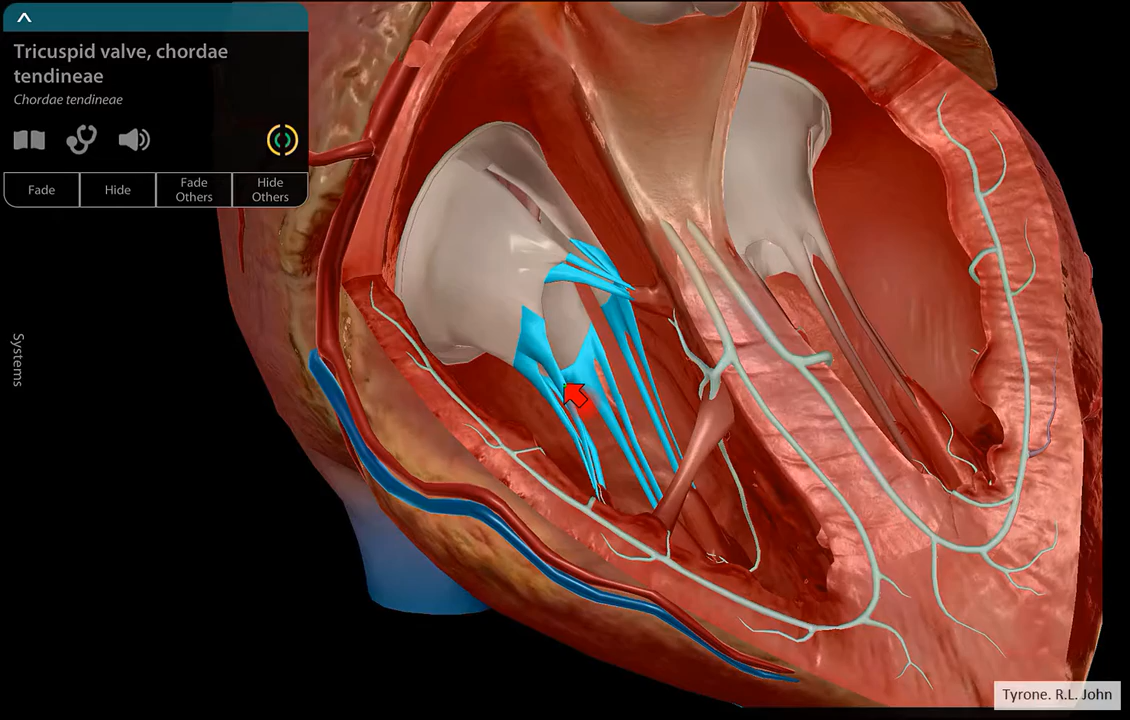 Tricuspid valve, chordae
tendineae
Chordae tendineae
Fade
Hide
Fade
Others
Hide
Others
Systems
Tyrone. R.L. John